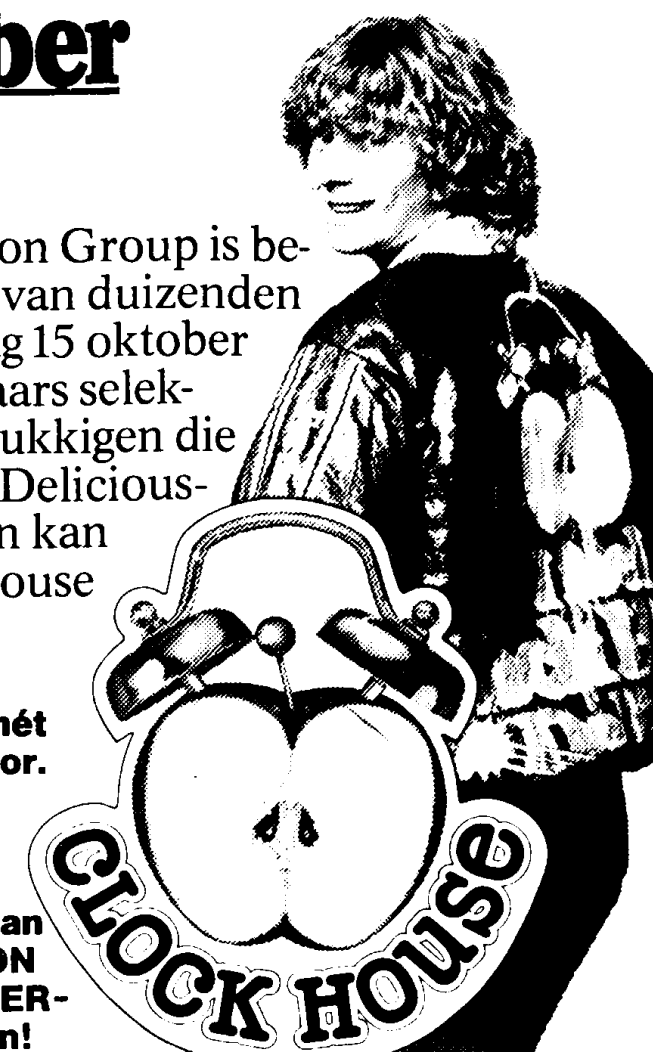 ber
on Group is be-
van duizenden
g 15 oktober
aars selek-
ukkigen die
Delicious-
n kan
ouse
nét
or.
an
ON
ER-
n!
CLOCK HOUSE